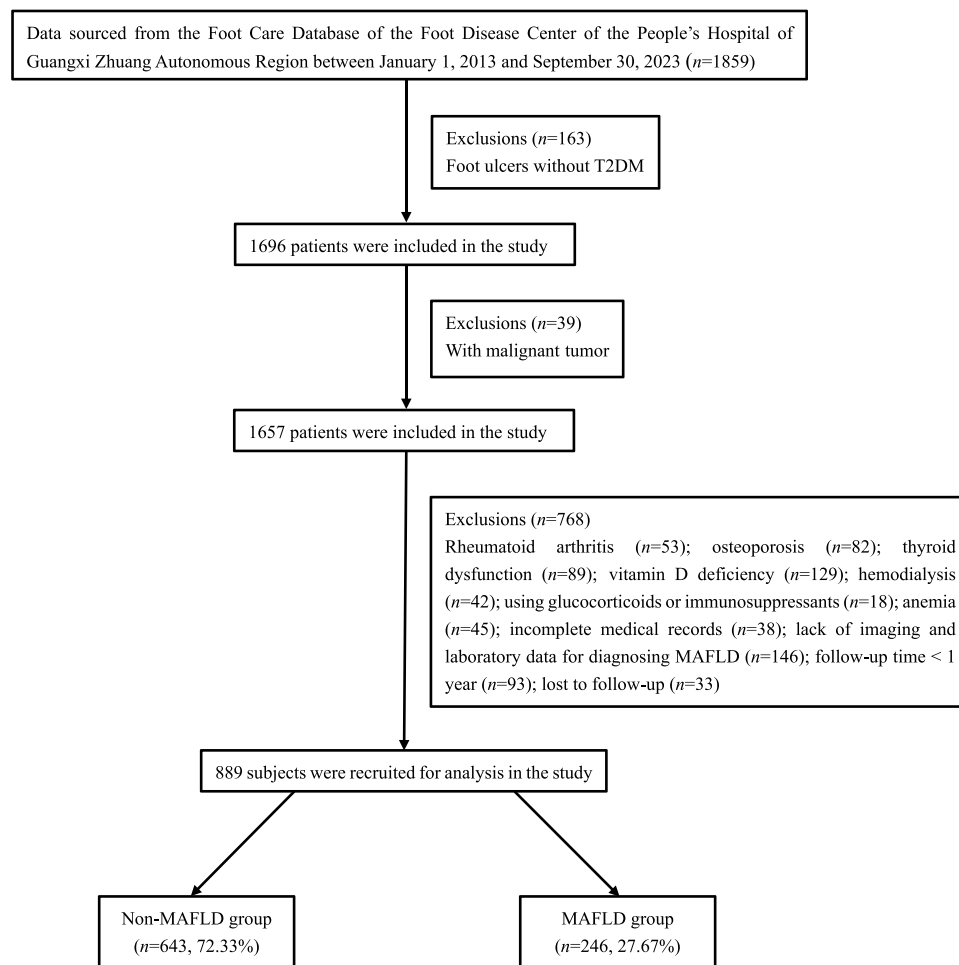 Data sourced from the Foot Care Database of the Foot Disease Center of the People’s Hospital of
Guangxi Zhuang Autonomous Region between January 1, 2013 and September 30, 2023 (n=1859)
Exclusions (n=163)
Foot ulcers without T2DM
1696 patients were included in the study
Exclusions (n=39)
With malignant tumor
1657 patients were included in the study
Exclusions (n=768)
Rheumatoid arthritis (n=53); osteoporosis (n=82); thyroid
dysfunction (n=89); vitamin D deficiency (n=129); hemodialysis
(n=42); using glucocorticoids or immunosuppressants (n=18); anemia
(n=45); incomplete medical records (n=38); lack of imaging and
laboratory data for diagnosing MAFLD (n=146); follow-up time < 1
year (n=93); lost to follow-up (n=33)
889 subjects were recruited for analysis in the study
Non-MAFLD group
(n=643, 72.33%)
MAFLD group
(n=246, 27.67%)